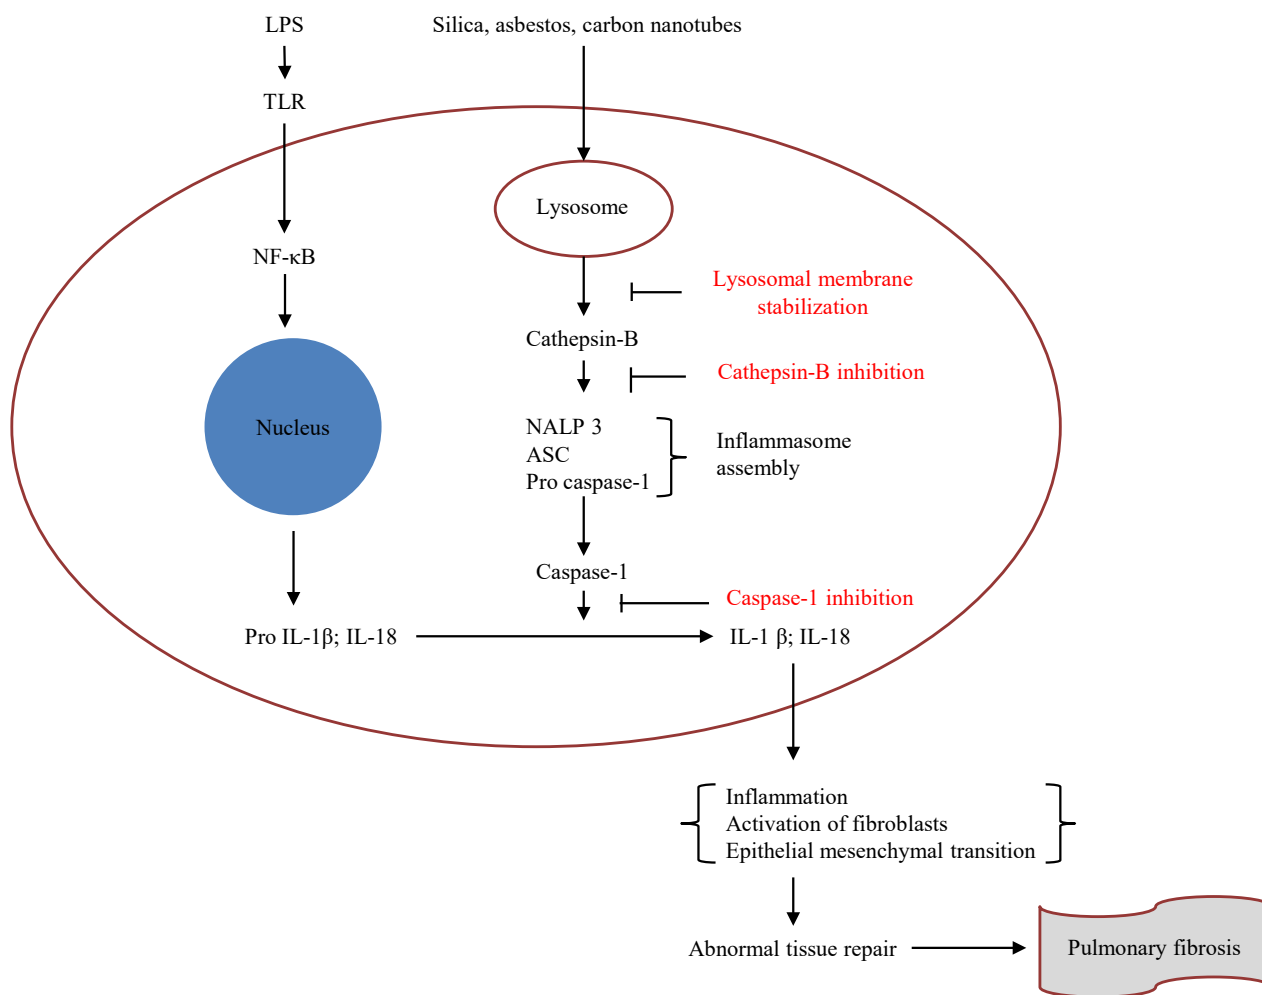 LPS
Silica, asbestos, carbon nanotubes
TLR
Lysosome
NF-κB
Lysosomal membrane
stabilization
Cathepsin-B
Cathepsin-B inhibition
Nucleus
NALP 3
ASC
Pro caspase-1
Inflammasome
assembly
Caspase-1
Caspase-1 inhibition
Pro IL-1β; IL-18
IL-1 β; IL-18
Inflammation
Activation of fibroblasts
Epithelial mesenchymal transition
Abnormal tissue repair
Pulmonary fibrosis